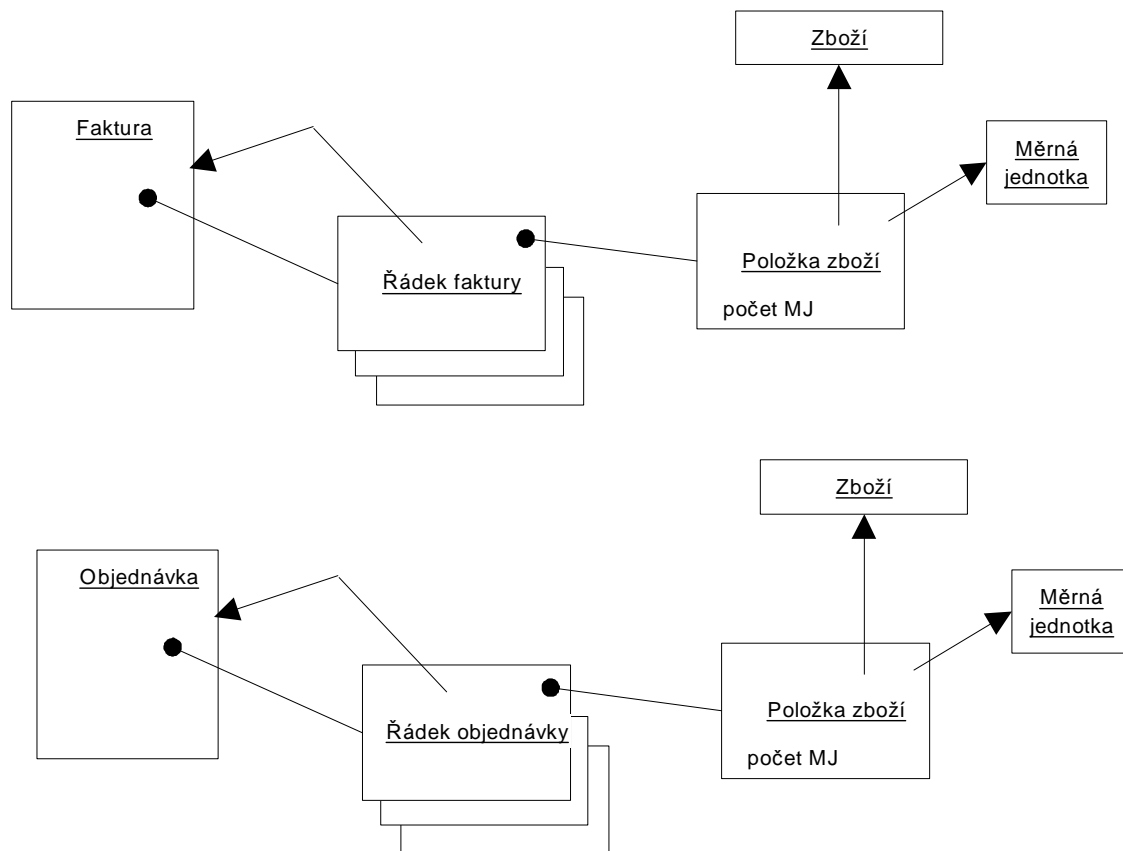 Zboží
Faktura
Měrná
jednotka
Řádek faktury
Položka zboží
počet MJ
Zboží
Objednávka
Měrná
jednotka
Řádek objednávky
Položka zboží
počet MJ